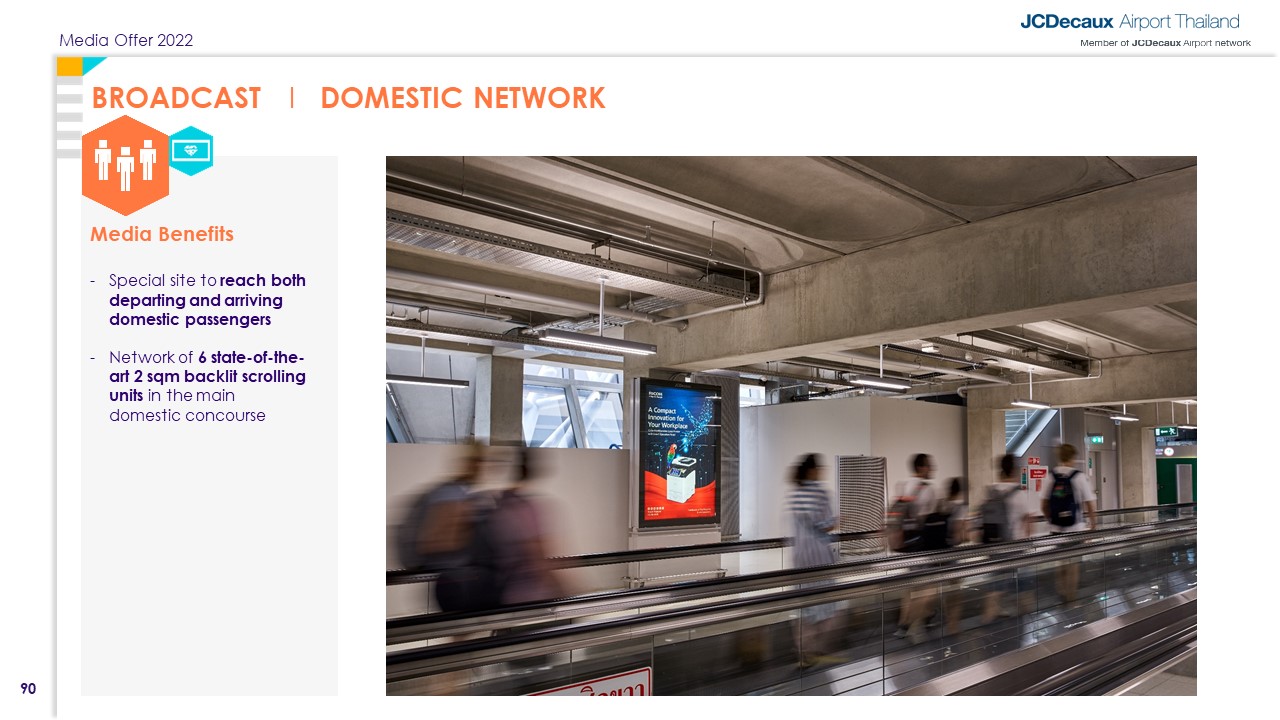 Media Offer 2022
JCDecaux Airport Thailand
Member of JCDecaux Airport network
BROADCAST | DOMESTIC NETWORK
Media Benefits
- Special site to reach both
departing and arriving
domestic passengers
- Network of 6 state-of-the-
art 2 sqm backlit scrolling
units in the main
domestic concourse
A Compact
Innovation for
Your Workplace
90